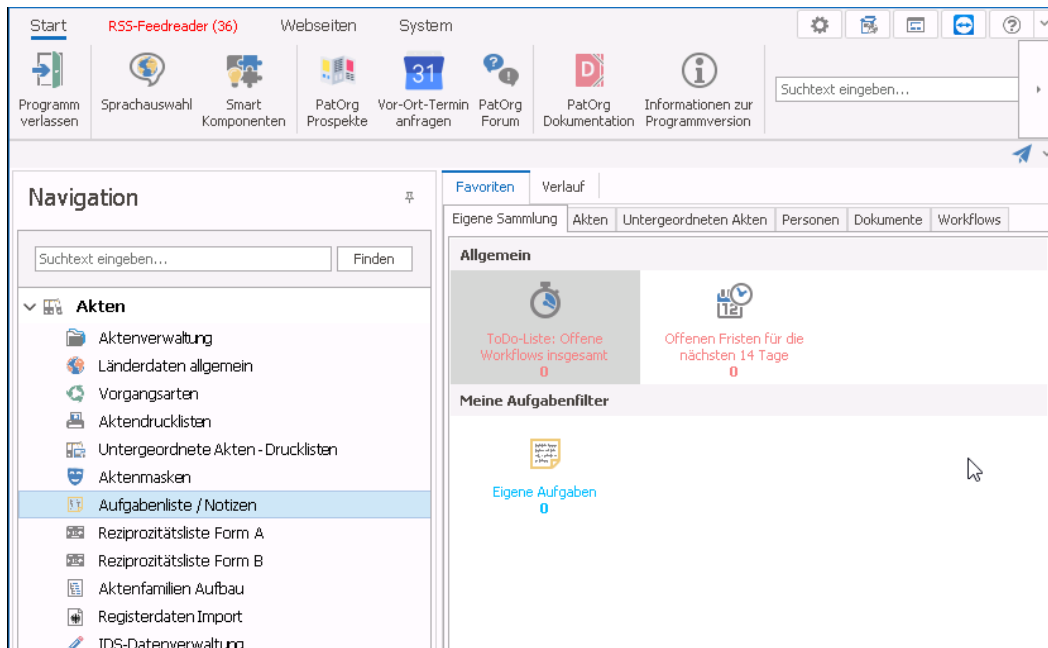 Start RSS-Feedreader (36) Webseiten System
Programm verlassen
Sprachauswahl
Smart Komponenten
PatOrg Prospekte
31
Vor-Ort-Termin anfragen
PatOrg Forum
D
PatOrg Dokumentation
Informationen zur Programmversion
Suchtext eingeben...
Navigation
Suchtext eingeben... Finden
Akten
Aktenverwaltung
Länderdaten allgemein
Vorgangsarten
Aktendrucklisten
Untergeordnete Akten - Drucklisten
Aktenmasken
Aufgabenliste / Notizen
Reziprozitätsliste Form A
Reziprozitätsliste Form B
Aktenfamilien Aufbau
Registerdaten Import
IDS-Datenverwaltung
Favoriten Verlauf
Eigene Sammlung Akten Untergeordneten Akten Personen Dokumente Workflows
Allgemein
ToDo-Liste: Offene
Workflows insgesamt
0
12
Offenen Fristen für die
nächsten 14 Tage
0
Meine Aufgabenfilter
Eigene Aufgaben
0